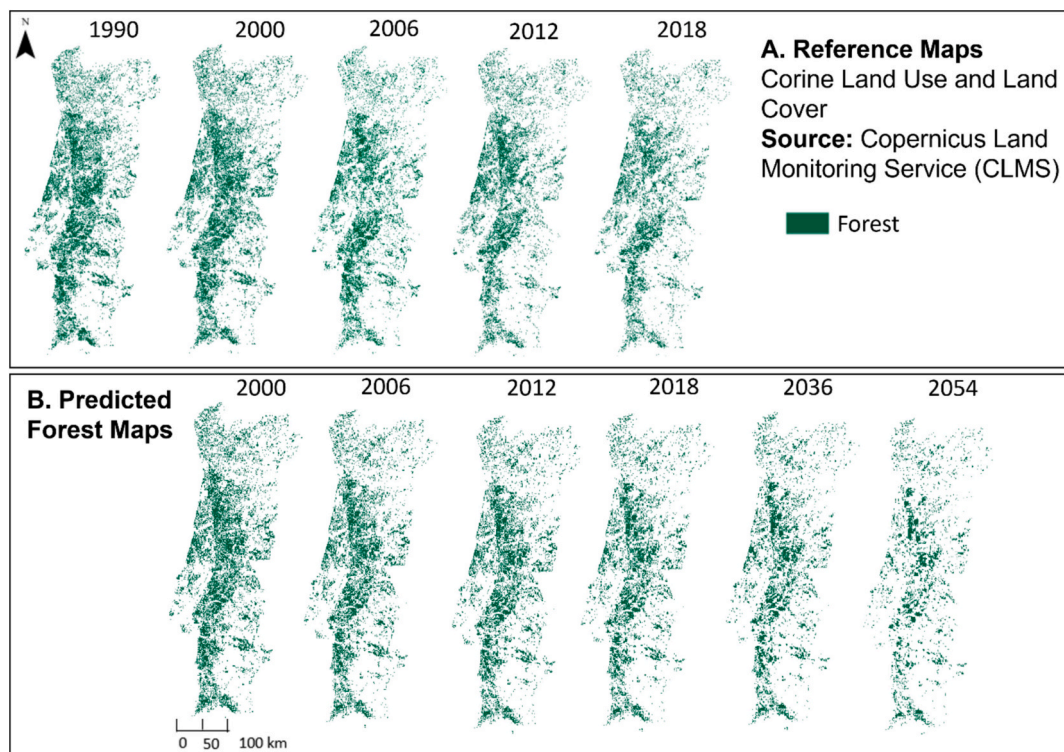 N
1990
2000
2006
2012
2018
A. Reference Maps
Corine Land Use and Land
Cover
Source: Copernicus Land
Monitoring Service (CLMS)
Forest
B. Predicted
Forest Maps
2000
2006
2012
2018
2036
2054
0 50 100 km